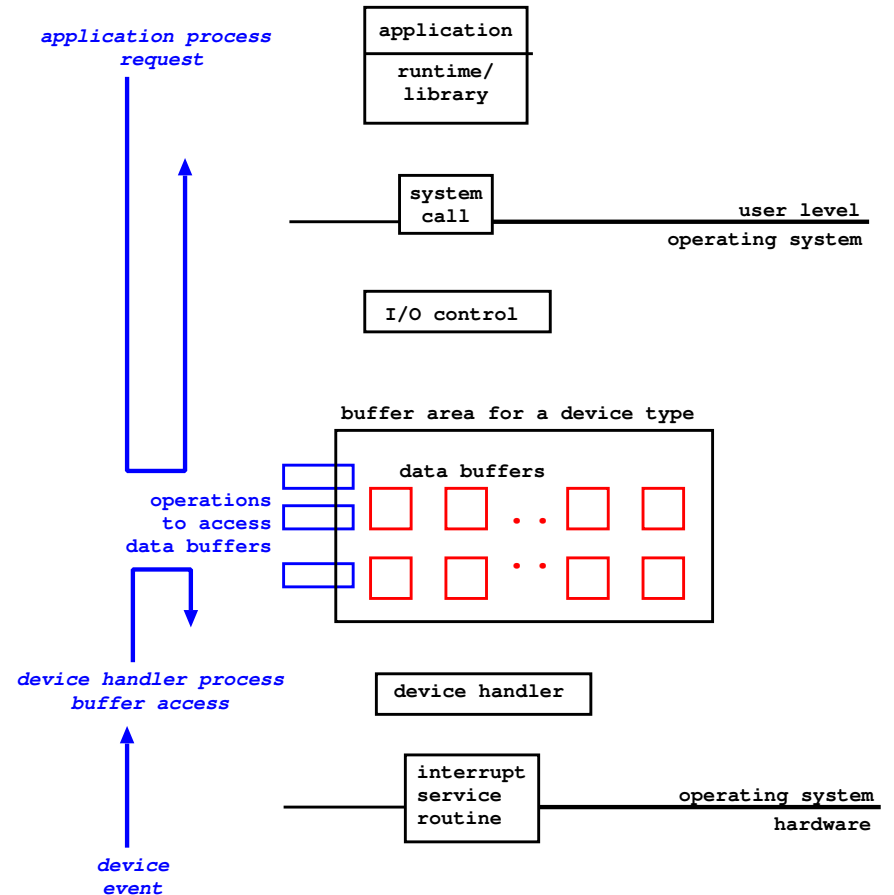 application process
request
application
runtime/
library
system
call
user level
operating system
I/O control
buffer area for a device type
data buffers
operations
to access
data buffers
device handler process
buffer access
device handler
interrupt
service
routine
operating system
hardware
device
event